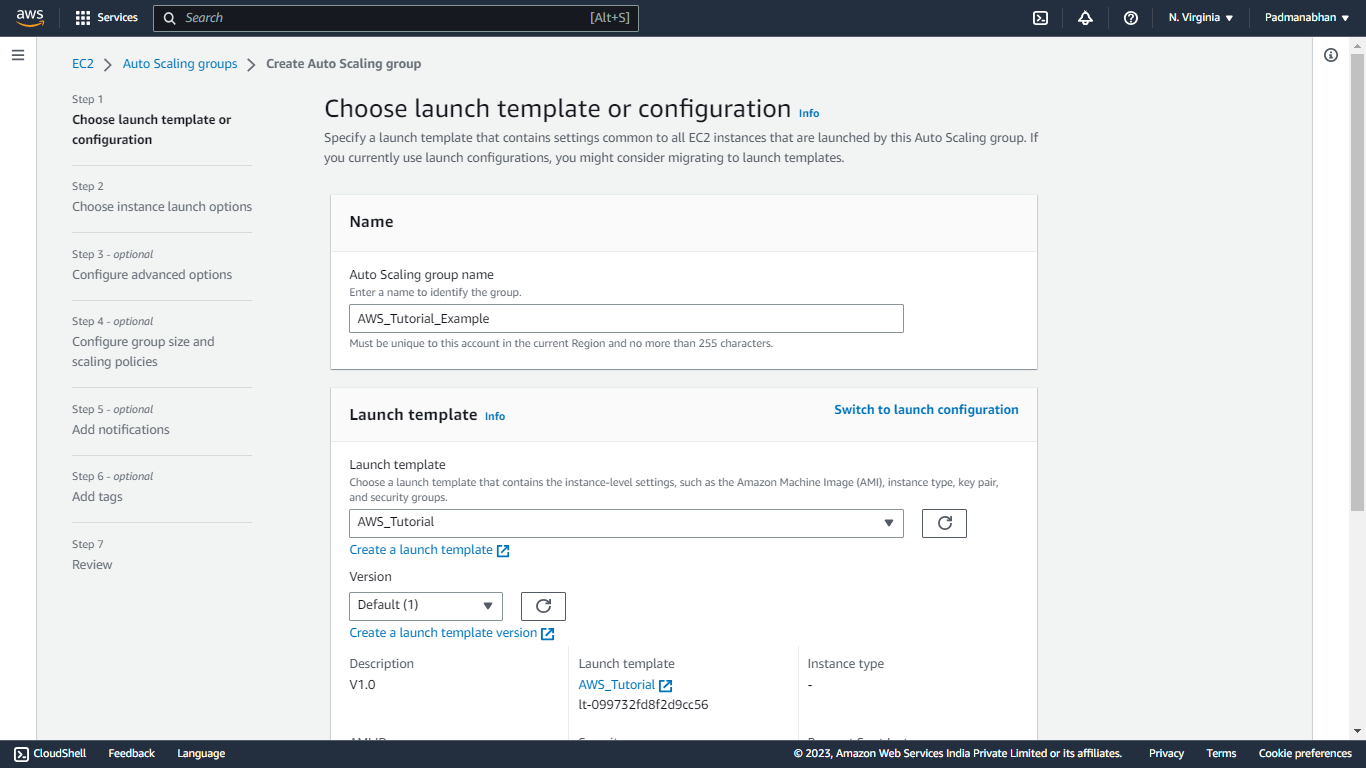 aws
Services
Search
[Alt+S]
N. Virginia
Padmanabhan
EC2
Auto Scaling groups
Create Auto Scaling group
Step 1
Choose launch template or
configuration
Step 2
Choose instance launch options
Step 3 - optional
Configure advanced options
Step 4 - optional
Configure group size and
scaling policies
Step 5 - optional
Add notifications
Step 6 - optional
Add tags
Step 7
Review
Choose launch template or configuration Info
Specify a launch template that contains settings common to all EC2 instances that are launched by this Auto Scaling group. If
you currently use launch configurations, you might consider migrating to launch templates.
Name
Auto Scaling group name
Enter a name to identify the group.
AWS_Tutorial_Example
Must be unique to this account in the current Region and no more than 255 characters.
Launch template Info
Switch to launch configuration
Launch template
Choose a launch template that contains the instance-level settings, such as the Amazon Machine Image (AMI), instance type, key pair,
and security groups.
AWS_Tutorial
Create a launch template
Version
Default (1)
Create a launch template version
Description
V1.0
Launch template
AWS_Tutorial
lt-099732fd8f2d9cc56
Instance type
-
CloudShell
Feedback
Language
© 2023, Amazon Web Services India Private Limited or its affiliates.
Privacy
Terms
Cookie preferences